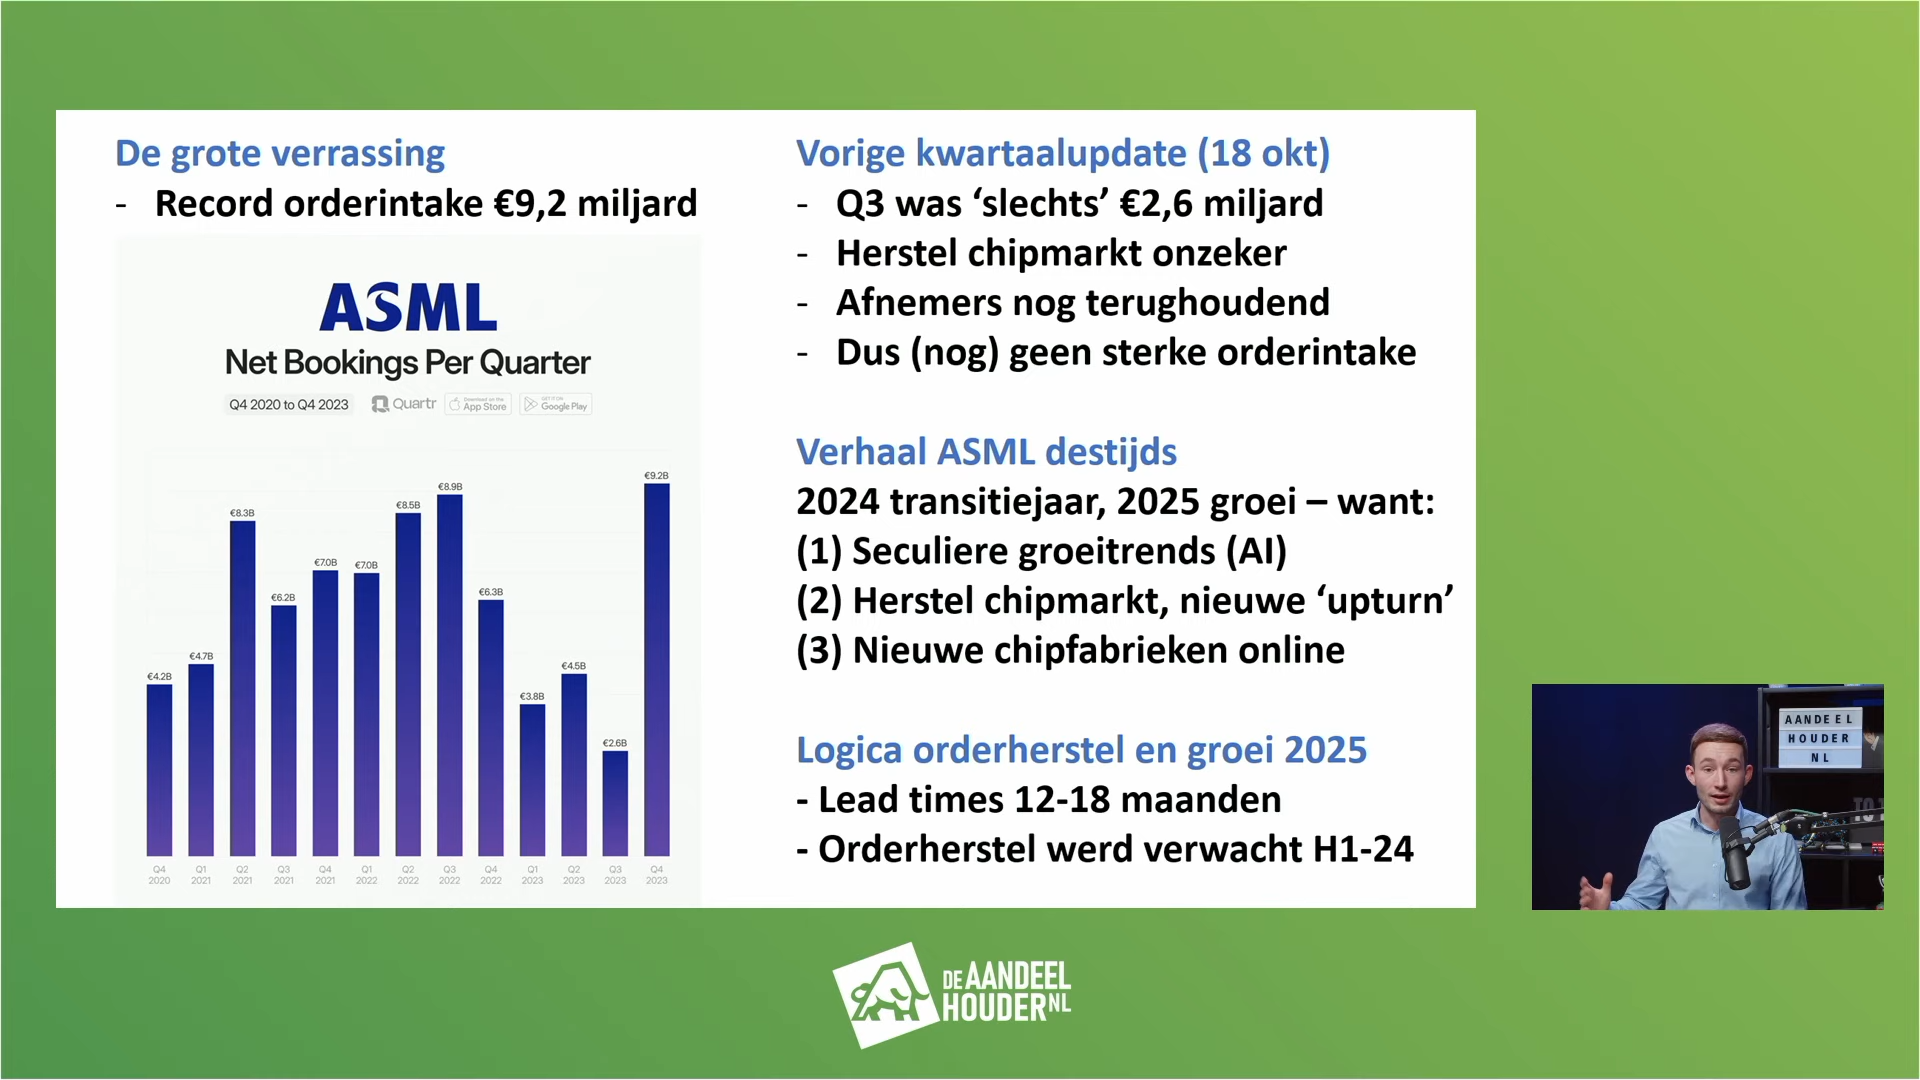 De grote verrassing
- Record orderintake €9,2 miljard
ASML
Net Bookings Per Quarter
Q4 2020 to Q4 2023
Quartr
Download on the
App Store
GET IT ON
Google Play
€4.2B
€4.7B
€8.3B
€6.2B
€7.0B
€7.0B
€8.5B
€8.9B
€6.3B
€3.8B
€4.5B
€2.6B
€9.2B
Q4 2020
Q1 2021
Q2 2021
Q3 2021
Q4 2021
Q1 2022
Q2 2022
Q3 2022
Q4 2022
Q1 2023
Q2 2023
Q3 2023
Q4 2023
Vorige kwartaalupdate (18 okt)
- Q3 was ‘slechts’ €2,6 miljard
- Herstel chipmarkt onzeker
- Afnemers nog terughoudend
- Dus (nog) geen sterke orderintake
Verhaal ASML destijds
2024 transitiejaar, 2025 groei – want:
(1) Seculiere groeitrends (AI)
(2) Herstel chipmarkt, nieuwe ‘upturn’
(3) Nieuwe chipfabrieken online
Logica orderherstel en groei 2025
- Lead times 12-18 maanden
- Orderherstel werd verwacht H1-24
AANDEEL
HOUDER
NL
DE AANDEEL
HOUDER NL